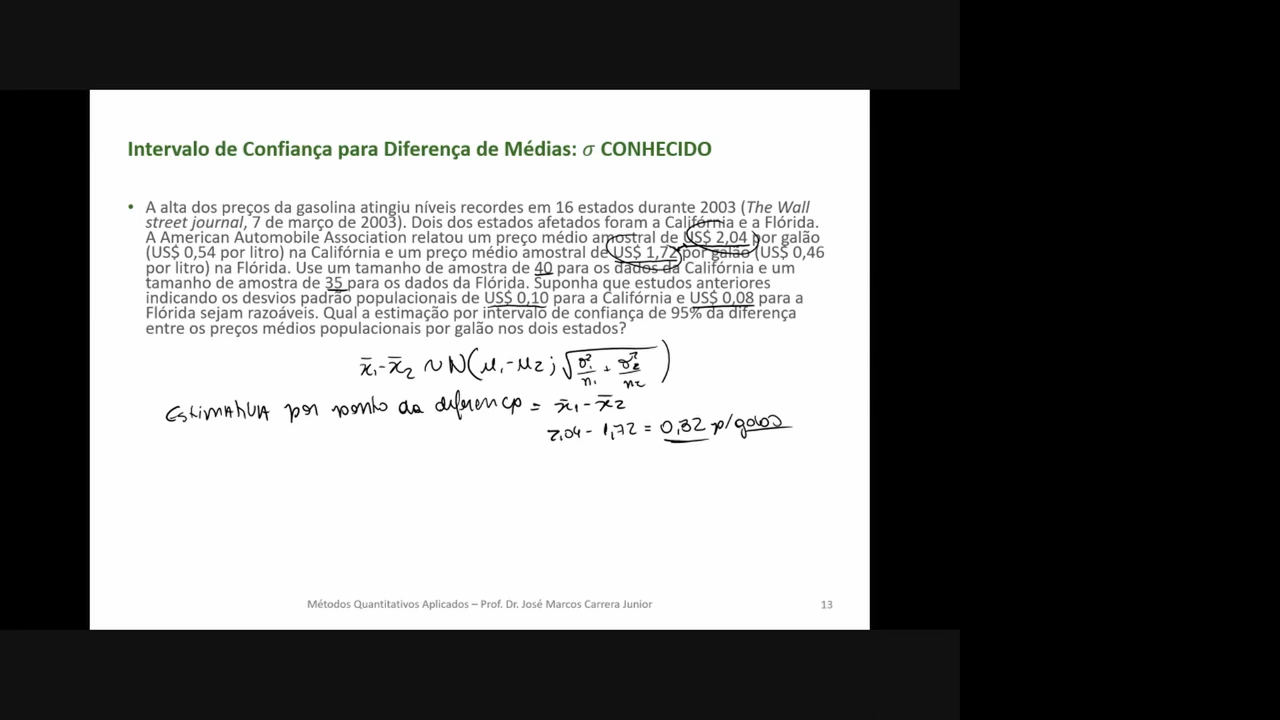 Intervalo de Confiança para Diferença de Médias: σ CONHECIDO
• A alta dos preços da gasolina atingiu níveis recordes em 16 estados durante 2003 (The Wall
street journal, 7 de março de 2003). Dois dos estados afetados foram a Califórnia e a Flórida.
A American Automobile Association relatou um preço médio amostral de US$ 2,04 por galão
(US$ 0,54 por litro) na Califórnia e um preço médio amostral de US$ 1,72 por galão (US$ 0,46
por litro) na Flórida. Use um tamanho de amostra de 40 para os dados da Califórnia e um
tamanho de amostra de 35 para os dados da Flórida. Suponha que estudos anteriores
indicando os desvios padrão populacionais de US$ 0,10 para a Califórnia e US$ 0,08 para a
Flórida sejam razoáveis. Qual a estimação por intervalo de confiança de 95% da diferença
entre os preços médios populacionais por galão nos dois estados?
x̄₁-x̄₂ ~ N(μ₁-μ₂; √(σ₁²/n₁ + σ₂²/n₂))
ESTIMATIVA por ponto da diferença = x̄₁-x̄₂
2,04 - 1,72 = 0,32 p/galão
Métodos Quantitativos Aplicados – Prof. Dr. José Marcos Carrera Junior 13